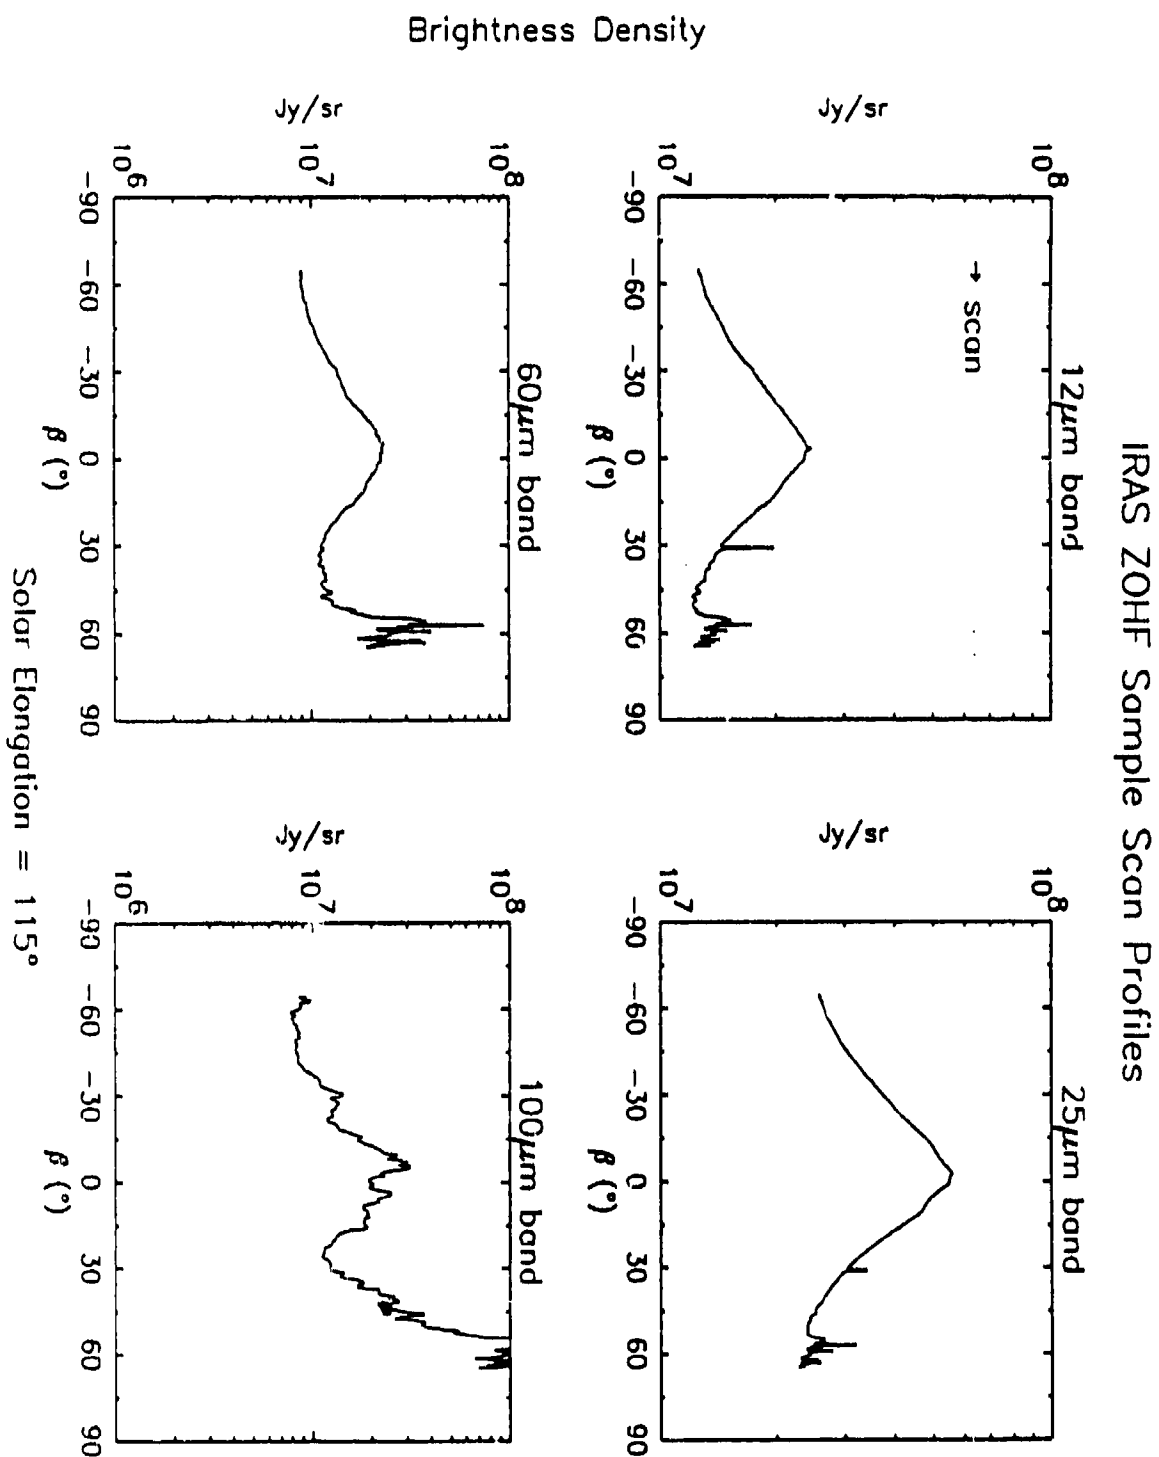 IRAS ZOHF Sample Scan Profiles
Brightness Density
12μm band
Jy/sr
10⁸
10⁷
→ scan
-90 -60 -30 0 30 60 90
β (°)
25μm band
Jy/sr
10⁸
10⁷
-90 -60 -30 0 30 60 90
β (°)
60μm band
Jy/sr
10⁸
10⁷
10⁶
-90 -60 -30 0 30 60 90
β (°)
100μm band
Jy/sr
10⁸
10⁷
10⁶
-90 -60 -30 0 30 60 90
β (°)
Solar Elongation = 115°